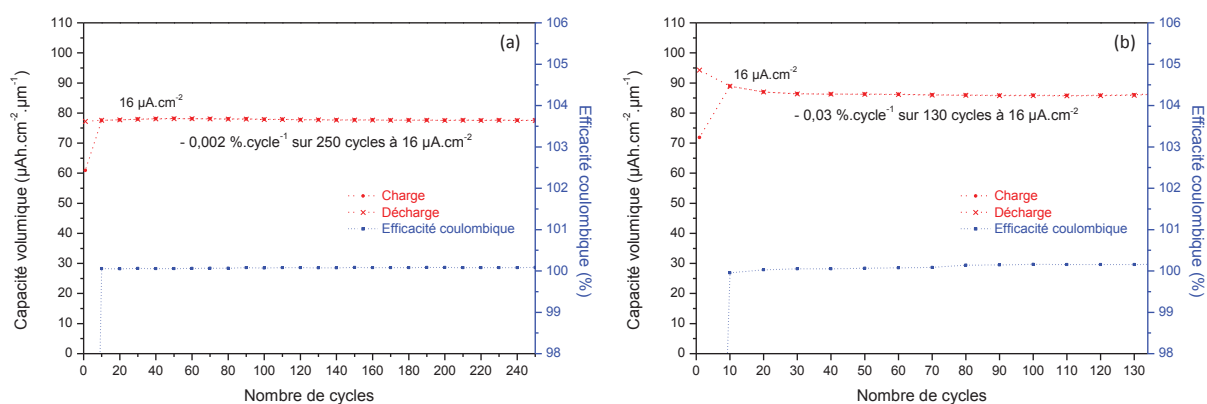 (a)
Capacité volumique (µAh.cm⁻².µm⁻¹)
110
100
90
80
70
60
50
40
30
20
10
0
16 µA.cm⁻²
- 0,002 %.cycle⁻¹ sur 250 cycles à 16 µA.cm⁻²
Charge
Décharge
Efficacité coulombique
106
105
104
103
102
101
100
99
98
Efficacité coulombique (%)
0 20 40 60 80 100 120 140 160 180 200 220 240
Nombre de cycles
(b)
Capacité volumique (µAh.cm⁻².µm⁻¹)
110
100
90
80
70
60
50
40
30
20
10
0
16 µA.cm⁻²
- 0,03 %.cycle⁻¹ sur 130 cycles à 16 µA.cm⁻²
Charge
Décharge
Efficacité coulombique
106
105
104
103
102
101
100
99
98
Efficacité coulombique (%)
0 10 20 30 40 50 60 70 80 90 100 110 120 130
Nombre de cycles